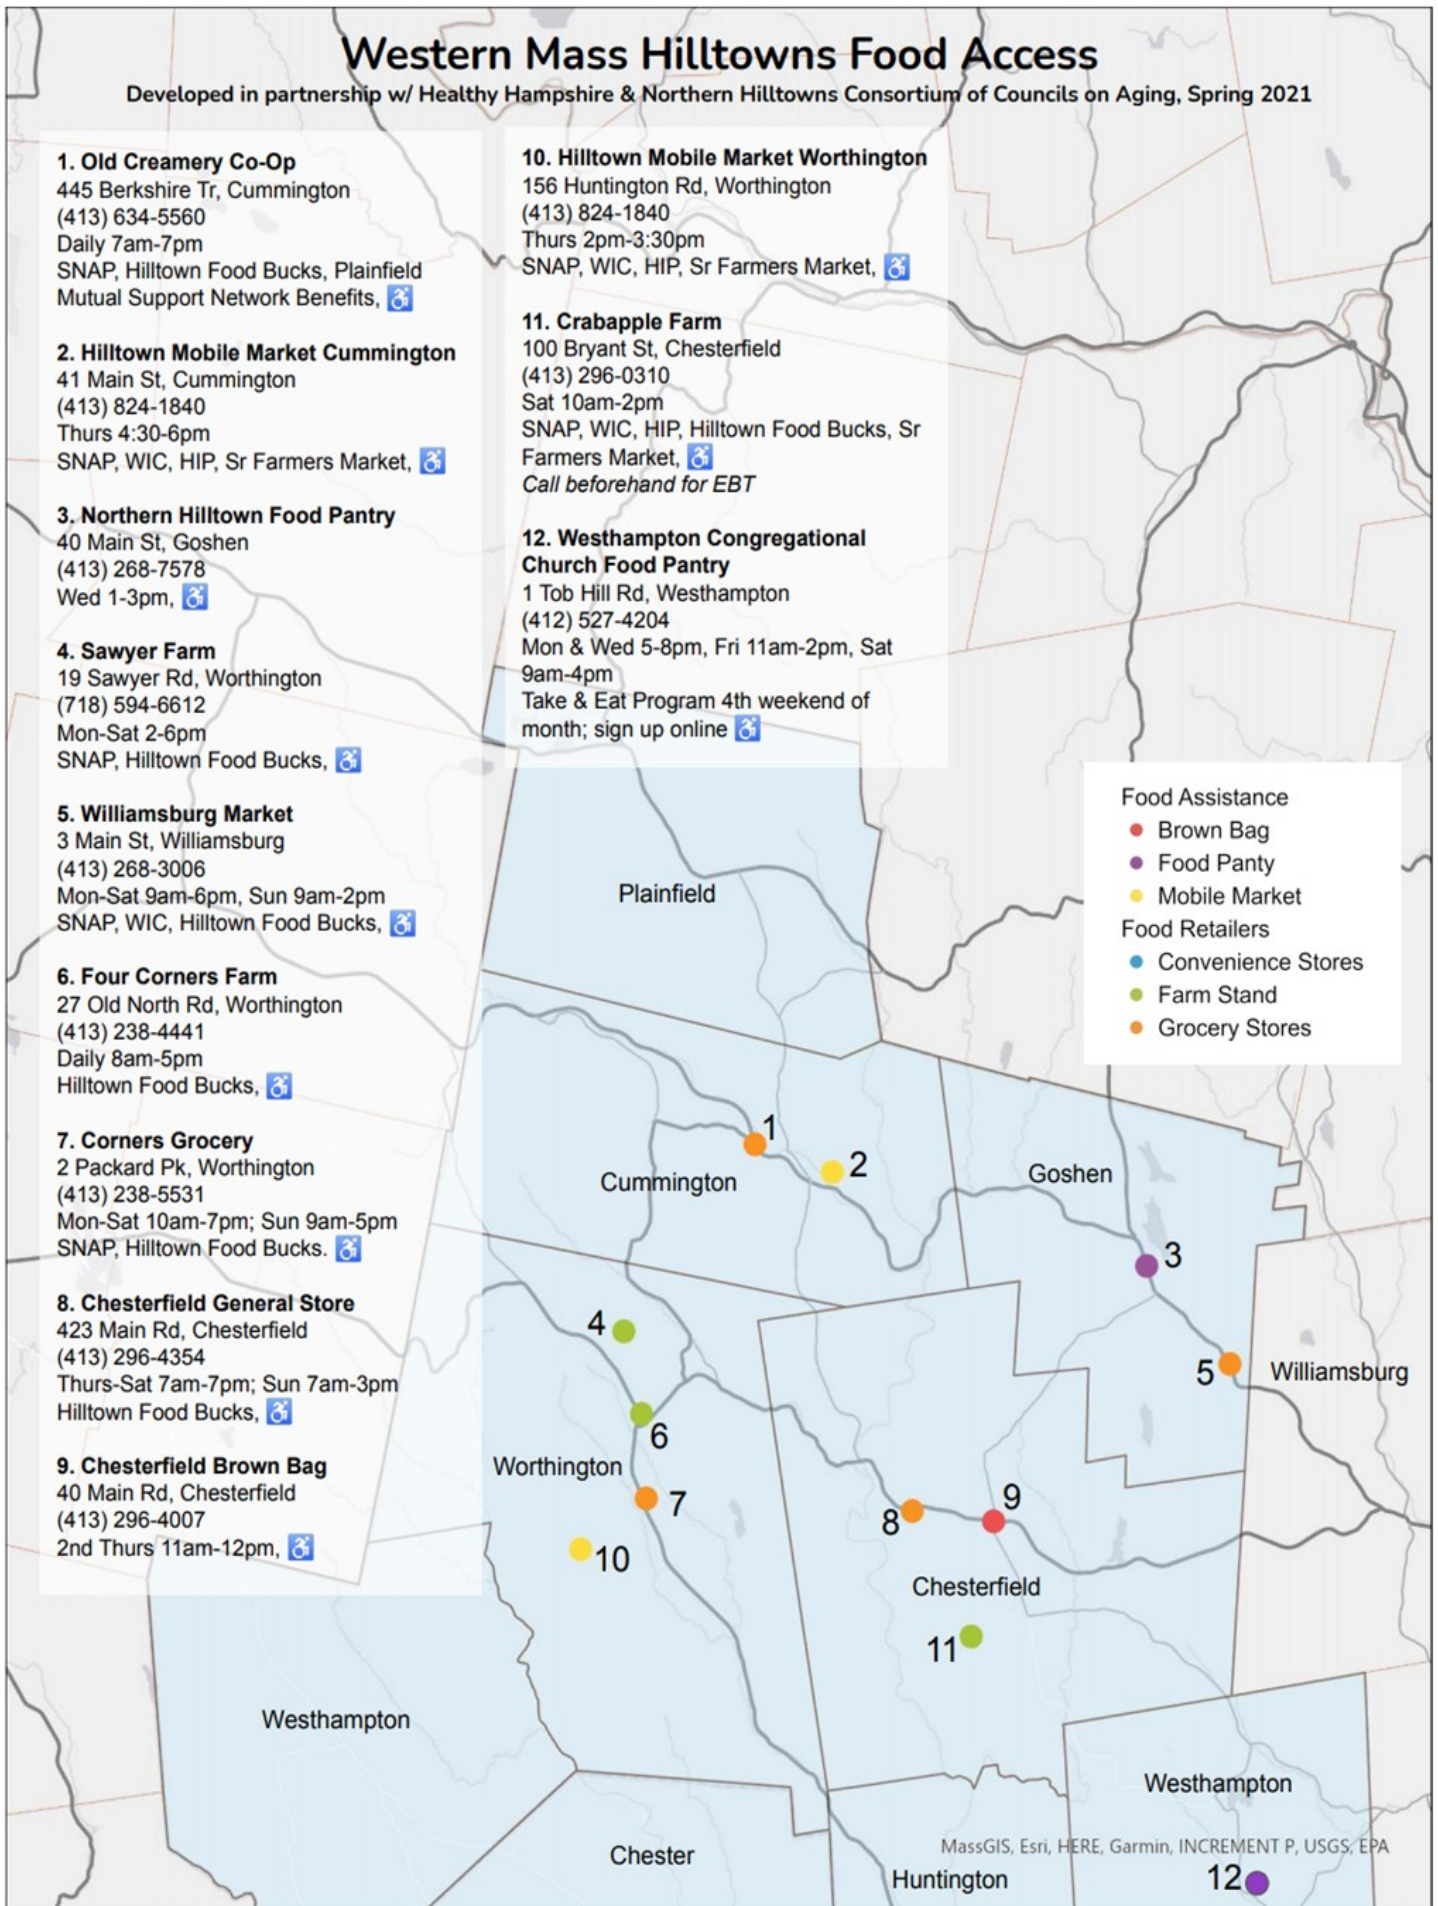 Western Mass Hilltowns Food Access
Developed in partnership w/ Healthy Hampshire & Northern Hilltowns Consortium of Councils on Aging, Spring 2021
1. Old Creamery Co-Op
445 Berkshire Tr, Cummington
(413) 634-5560
Daily 7am-7pm
SNAP, Hilltown Food Bucks, Plainfield
Mutual Support Network Benefits,
2. Hilltown Mobile Market Cummington
41 Main St, Cummington
(413) 824-1840
Thurs 4:30-6pm
SNAP, WIC, HIP, Sr Farmers Market,
3. Northern Hilltown Food Pantry
40 Main St, Goshen
(413) 268-7578
Wed 1-3pm,
4. Sawyer Farm
19 Sawyer Rd, Worthington
(718) 594-6612
Mon-Sat 2-6pm
SNAP, Hilltown Food Bucks,
5. Williamsburg Market
3 Main St, Williamsburg
(413) 268-3006
Mon-Sat 9am-6pm, Sun 9am-2pm
SNAP, WIC, Hilltown Food Bucks,
6. Four Corners Farm
27 Old North Rd, Worthington
(413) 238-4441
Daily 8am-5pm
Hilltown Food Bucks,
7. Corners Grocery
2 Packard Pk, Worthington
(413) 238-5531
Mon-Sat 10am-7pm; Sun 9am-5pm
SNAP, Hilltown Food Bucks.
8. Chesterfield General Store
423 Main Rd, Chesterfield
(413) 296-4354
Thurs-Sat 7am-7pm; Sun 7am-3pm
Hilltown Food Bucks,
9. Chesterfield Brown Bag
40 Main Rd, Chesterfield
(413) 296-4007
2nd Thurs 11am-12pm,
10. Hilltown Mobile Market Worthington
156 Huntington Rd, Worthington
(413) 824-1840
Thurs 2pm-3:30pm
SNAP, WIC, HIP, Sr Farmers Market,
11. Crabapple Farm
100 Bryant St, Chesterfield
(413) 296-0310
Sat 10am-2pm
SNAP, WIC, HIP, Hilltown Food Bucks, Sr
Farmers Market,
Call beforehand for EBT
12. Westhampton Congregational
Church Food Pantry
1 Tob Hill Rd, Westhampton
(412) 527-4204
Mon & Wed 5-8pm, Fri 11am-2pm, Sat
9am-4pm
Take & Eat Program 4th weekend of
month; sign up online
Food Assistance
Brown Bag
Food Panty
Mobile Market
Food Retailers
Convenience Stores
Farm Stand
Grocery Stores
Plainfield
1
2
Cummington
Goshen
3
4
5
Williamsburg
6
Worthington
7
8
9
10
Chesterfield
11
Westhampton
Westhampton
Chester
MassGIS, Esri, HERE, Garmin, INCREMENT P, USGS, EPA
Huntington
12